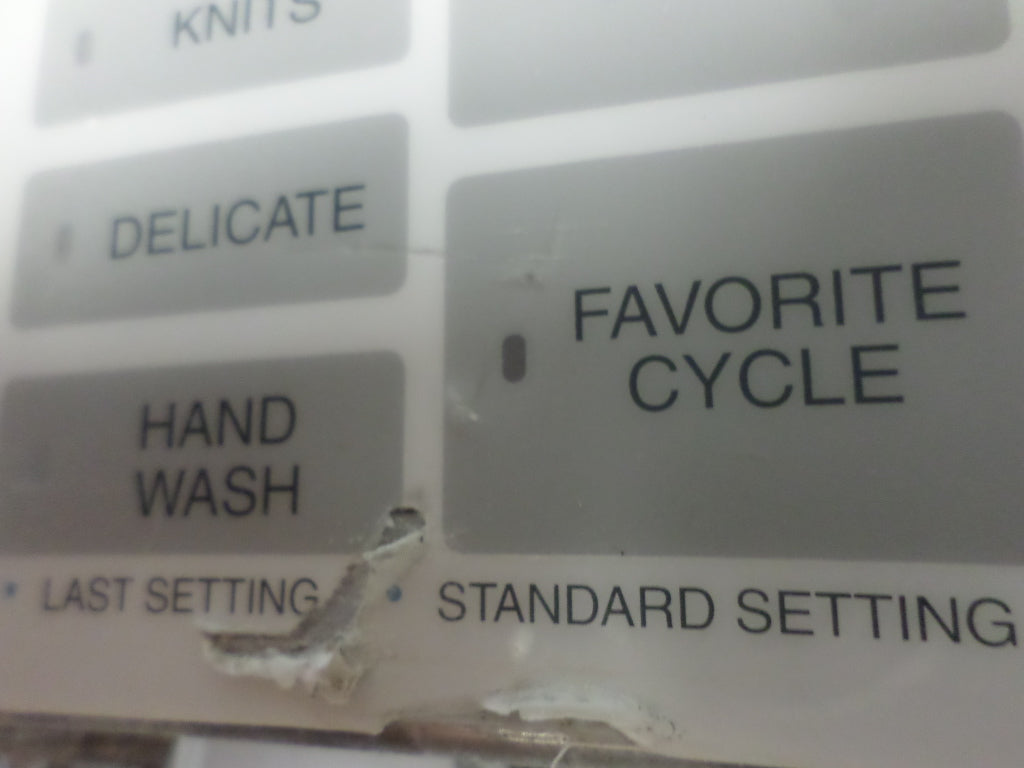 KNITS
DELICATE
FAVORITE
CYCLE
HAND
WASH
• LAST SETTING
• STANDARD SETTING